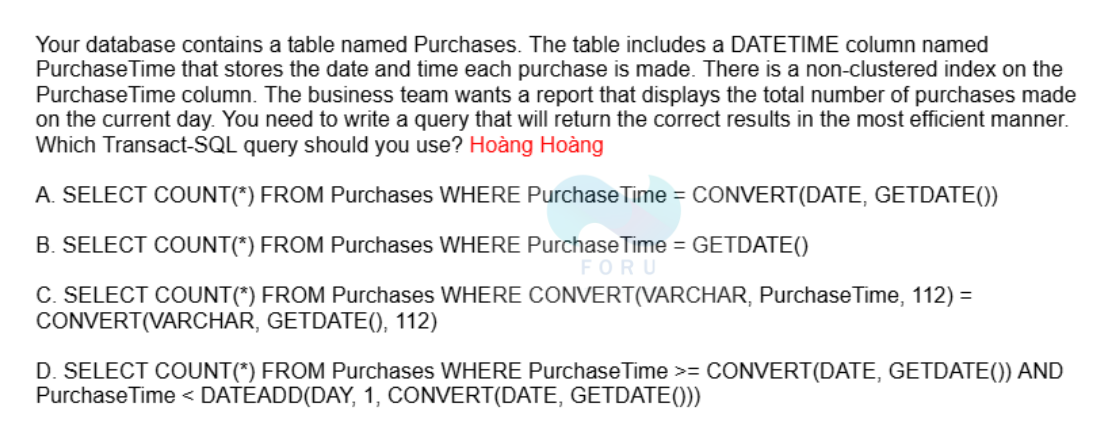 Your database contains a table named Purchases. The table includes a DATETIME column named
PurchaseTime that stores the date and time each purchase is made. There is a non-clustered index on the
PurchaseTime column. The business team wants a report that displays the total number of purchases made
on the current day. You need to write a query that will return the correct results in the most efficient manner.
Which Transact-SQL query should you use? Hoàng Hoàng
A. SELECT COUNT(*) FROM Purchases WHERE PurchaseTime = CONVERT(DATE, GETDATE())
B. SELECT COUNT(*) FROM Purchases WHERE PurchaseTime = GETDATE()
FORU
C. SELECT COUNT(*) FROM Purchases WHERE CONVERT(VARCHAR, PurchaseTime, 112) =
CONVERT(VARCHAR, GETDATE(), 112)
D. SELECT COUNT(*) FROM Purchases WHERE PurchaseTime >= CONVERT(DATE, GETDATE()) AND
PurchaseTime < DATEADD(DAY, 1, CONVERT(DATE, GETDATE()))